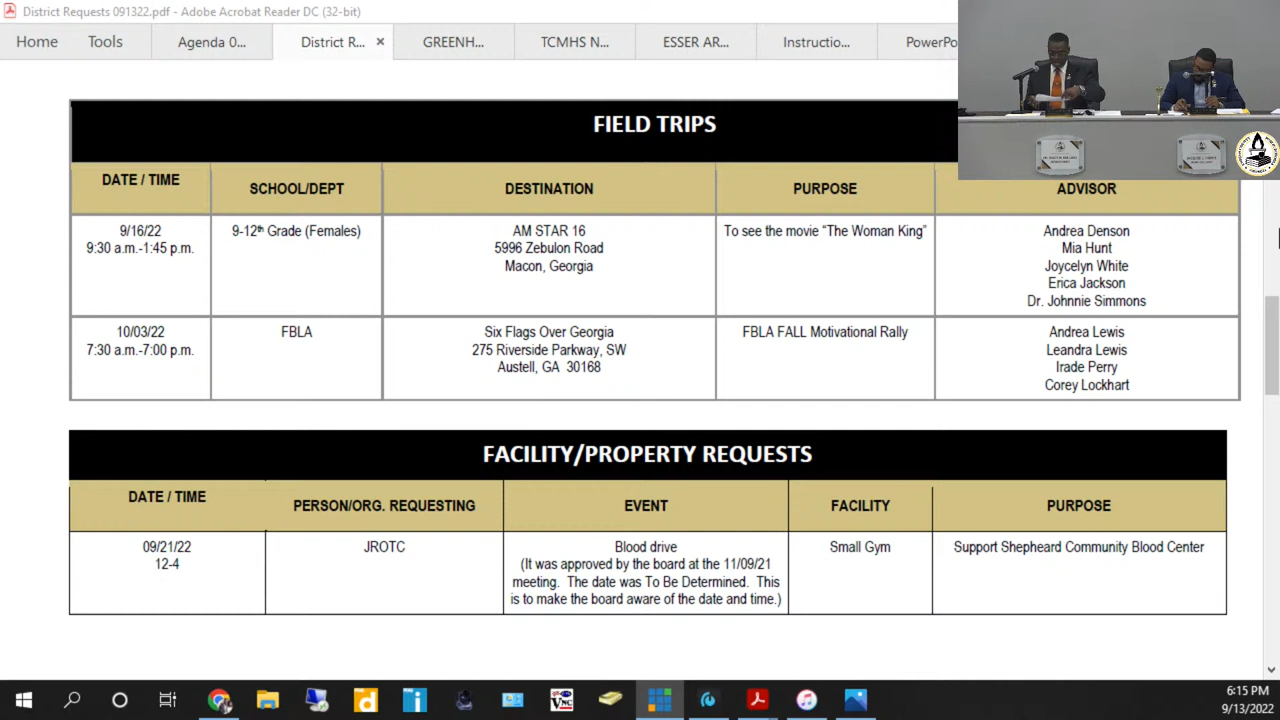 District Requests 091322.pdf - Adobe Acrobat Reader DC (32-bit)
Home Tools Agenda 0... District R... × GREENH... TCMHS N... ESSER AR... Instructio... PowerPo
FIELD TRIPS
DATE / TIME SCHOOL/DEPT DESTINATION PURPOSE ADVISOR
9/16/22 9-12th Grade (Females) AM STAR 16 To see the movie “The Woman King” Andrea Denson
9:30 a.m.-1:45 p.m. 5996 Zebulon Road Mia Hunt
Macon, Georgia Joycelyn White
Erica Jackson
Dr. Johnnie Simmons
10/03/22 FBLA Six Flags Over Georgia FBLA FALL Motivational Rally Andrea Lewis
7:30 a.m.-7:00 p.m. 275 Riverside Parkway, SW Leandra Lewis
Austell, GA 30168 Irade Perry
Corey Lockhart
FACILITY/PROPERTY REQUESTS
DATE / TIME PERSON/ORG. REQUESTING EVENT FACILITY PURPOSE
09/21/22 JROTC Blood drive Small Gym Support Shepheard Community Blood Center
12-4 (It was approved by the board at the 11/09/21
meeting. The date was To Be Determined. This
is to make the board aware of the date and time.)
6:15 PM
9/13/2022